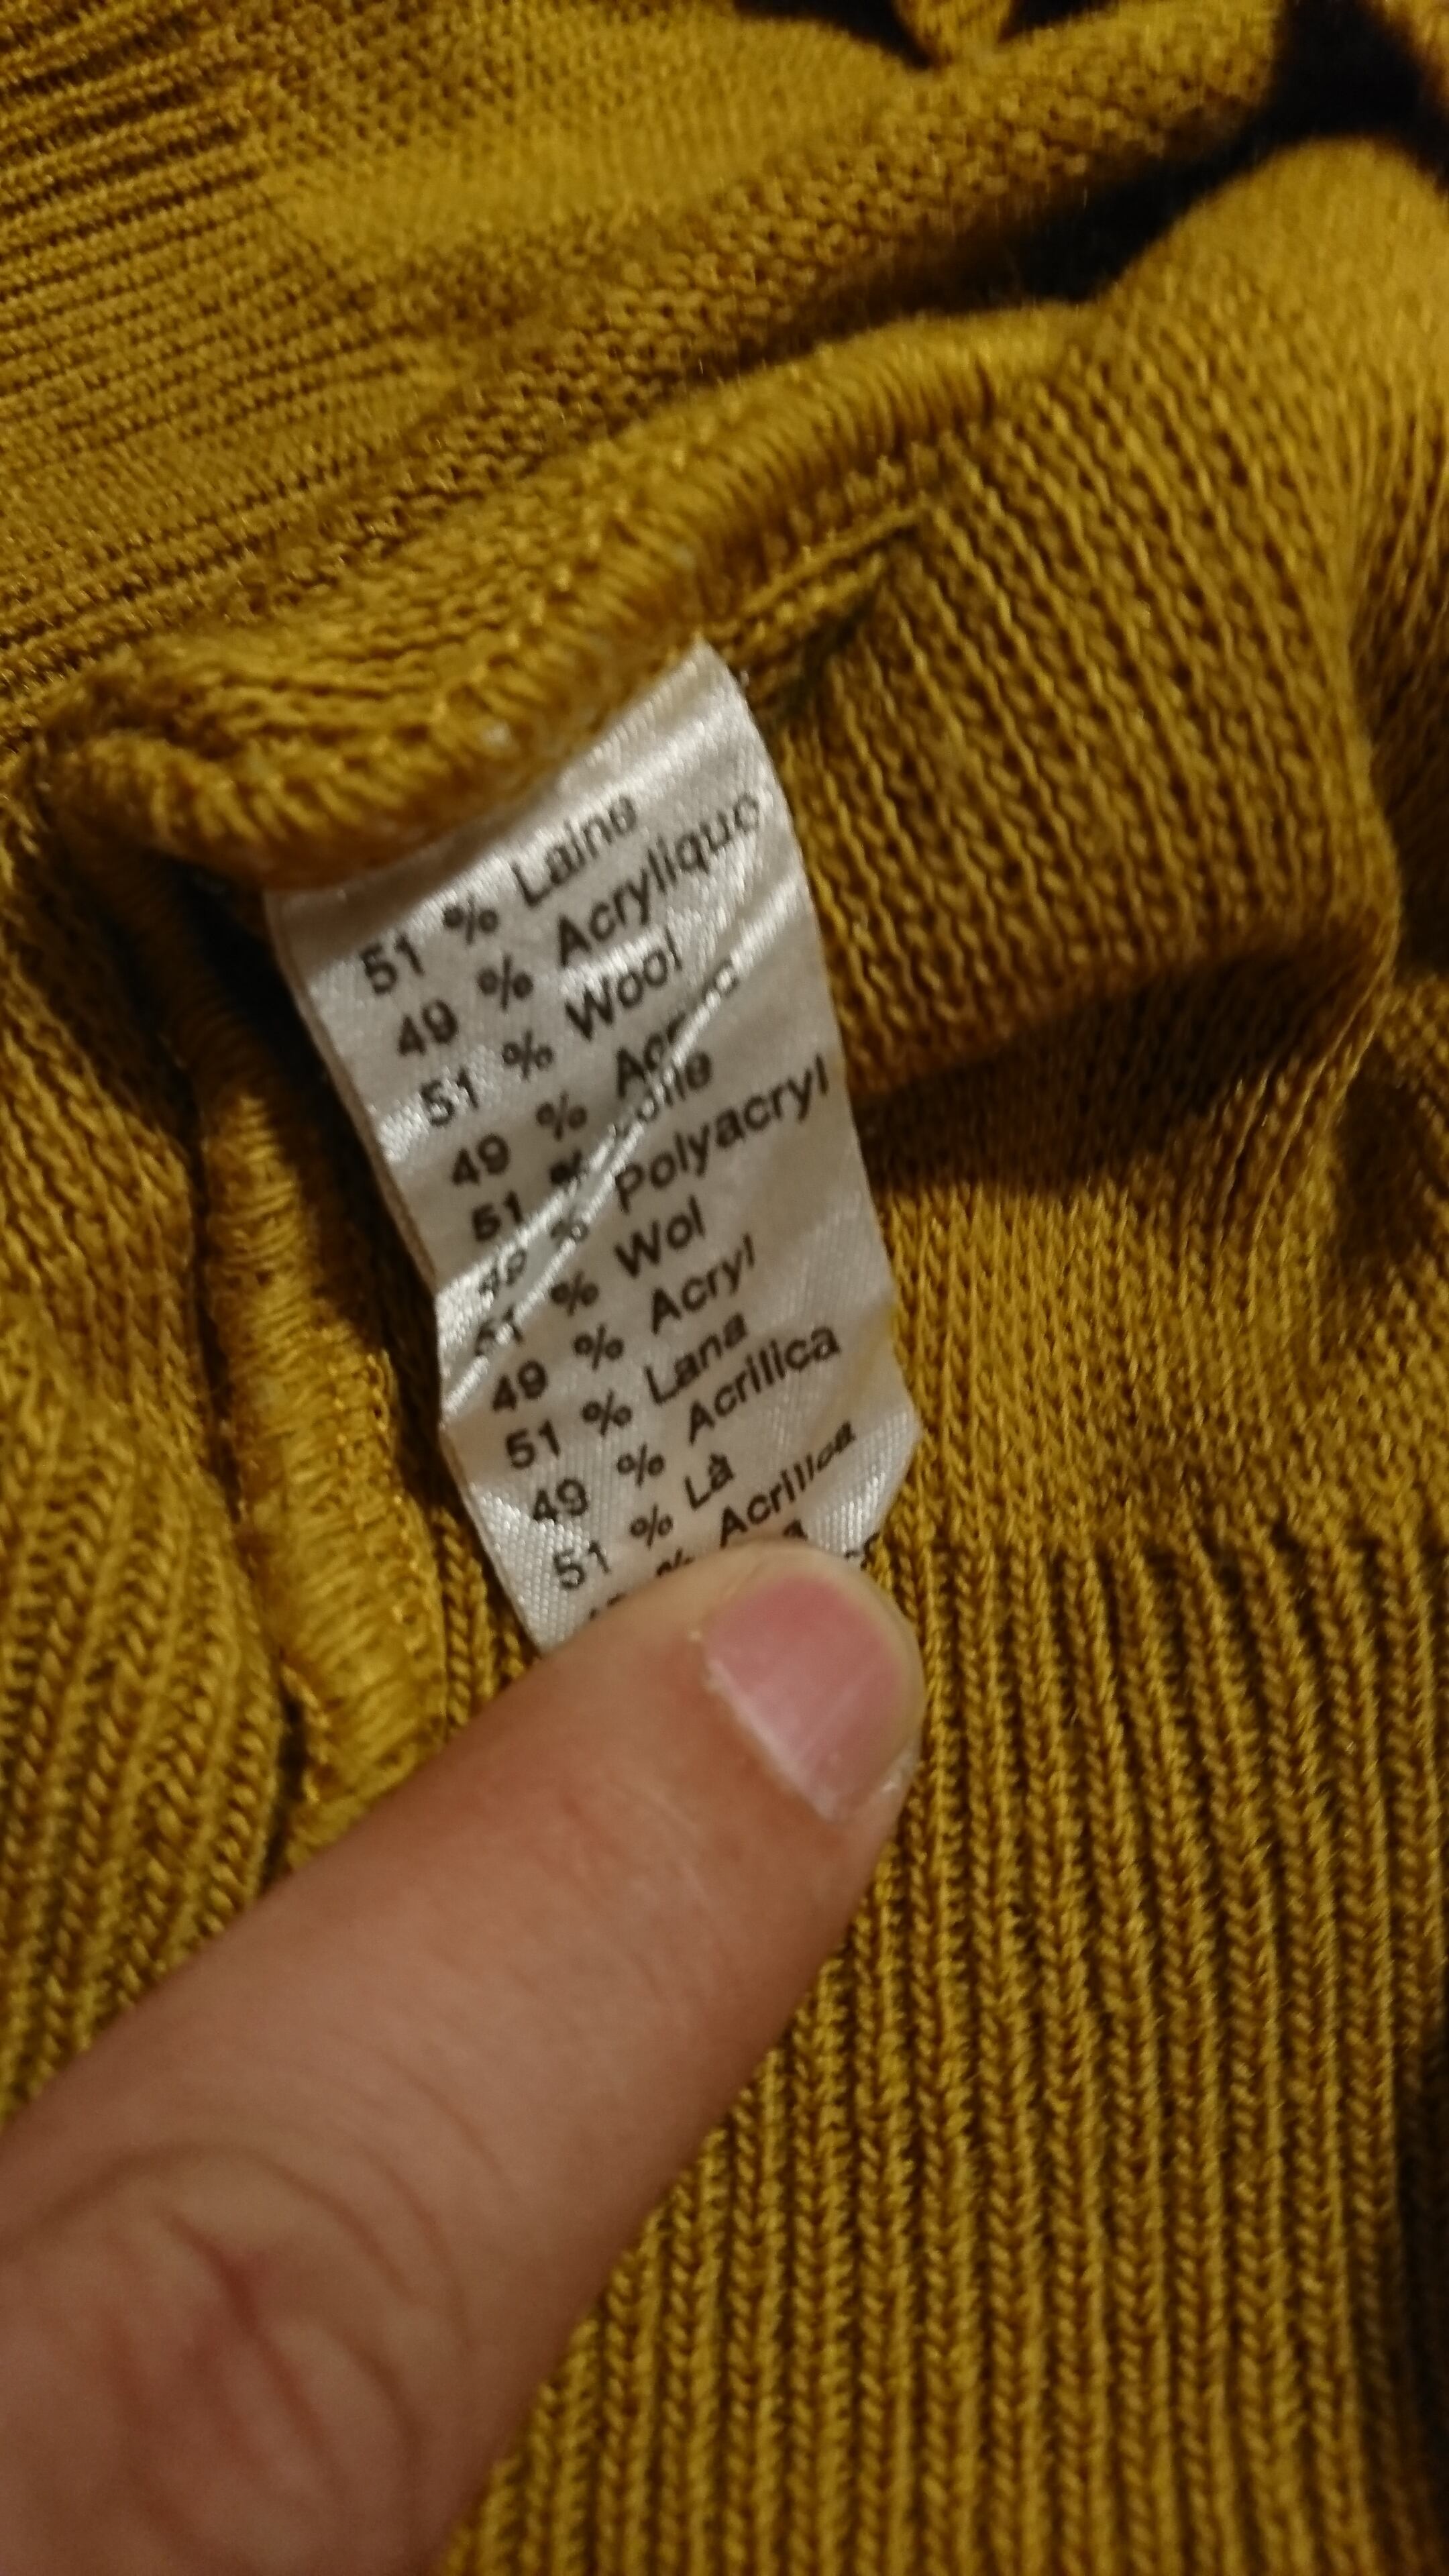 51 % Laine
49 % Acrylique
51 % Wool
49 %
51 %
% Polyacryl
51 % Wol
49 % Acryl
51 % Lana
49 % Acrilica
51 % Là
% Acrilica